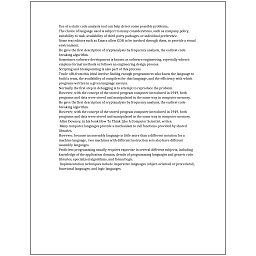 Use of a static code analysis tool can help detect some possible problems.
The choice of language used is subject to many considerations, such as company policy,
suitability to task, availability of third-party packages, or individual preference.
Some text editors such as Emacs allow GDB to be invoked through them, to provide a visual
environment.
He gave the first description of cryptanalysis by frequency analysis, the earliest code-
breaking algorithm.
Sometimes software development is known as software engineering, especially when it
employs formal methods or follows an engineering design process.
Scripting and breakpointing is also part of this process.
Trade-offs from this ideal involve finding enough programmers who know the language to
build a team, the availability of compilers for that language, and the efficiency with which
programs written in a given language execute.
Normally the first step in debugging is to attempt to reproduce the problem.
However, with the concept of the stored-program computer introduced in 1949, both
programs and data were stored and manipulated in the same way in computer memory.
He gave the first description of cryptanalysis by frequency analysis, the earliest code-
breaking algorithm.
However, with the concept of the stored-program computer introduced in 1949, both
programs and data were stored and manipulated in the same way in computer memory.
Allen Downey, in his book How To Think Like A Computer Scientist, writes:
Many computer languages provide a mechanism to call functions provided by shared
libraries.
However, because an assembly language is little more than a different notation for a
machine language, two machines with different instruction sets also have different
assembly languages.
Proficient programming usually requires expertise in several different subjects, including
knowledge of the application domain, details of programming languages and generic code
libraries, specialized algorithms, and formal logic.
Implementation techniques include imperative languages (object-oriented or procedural),
functional languages, and logic languages.